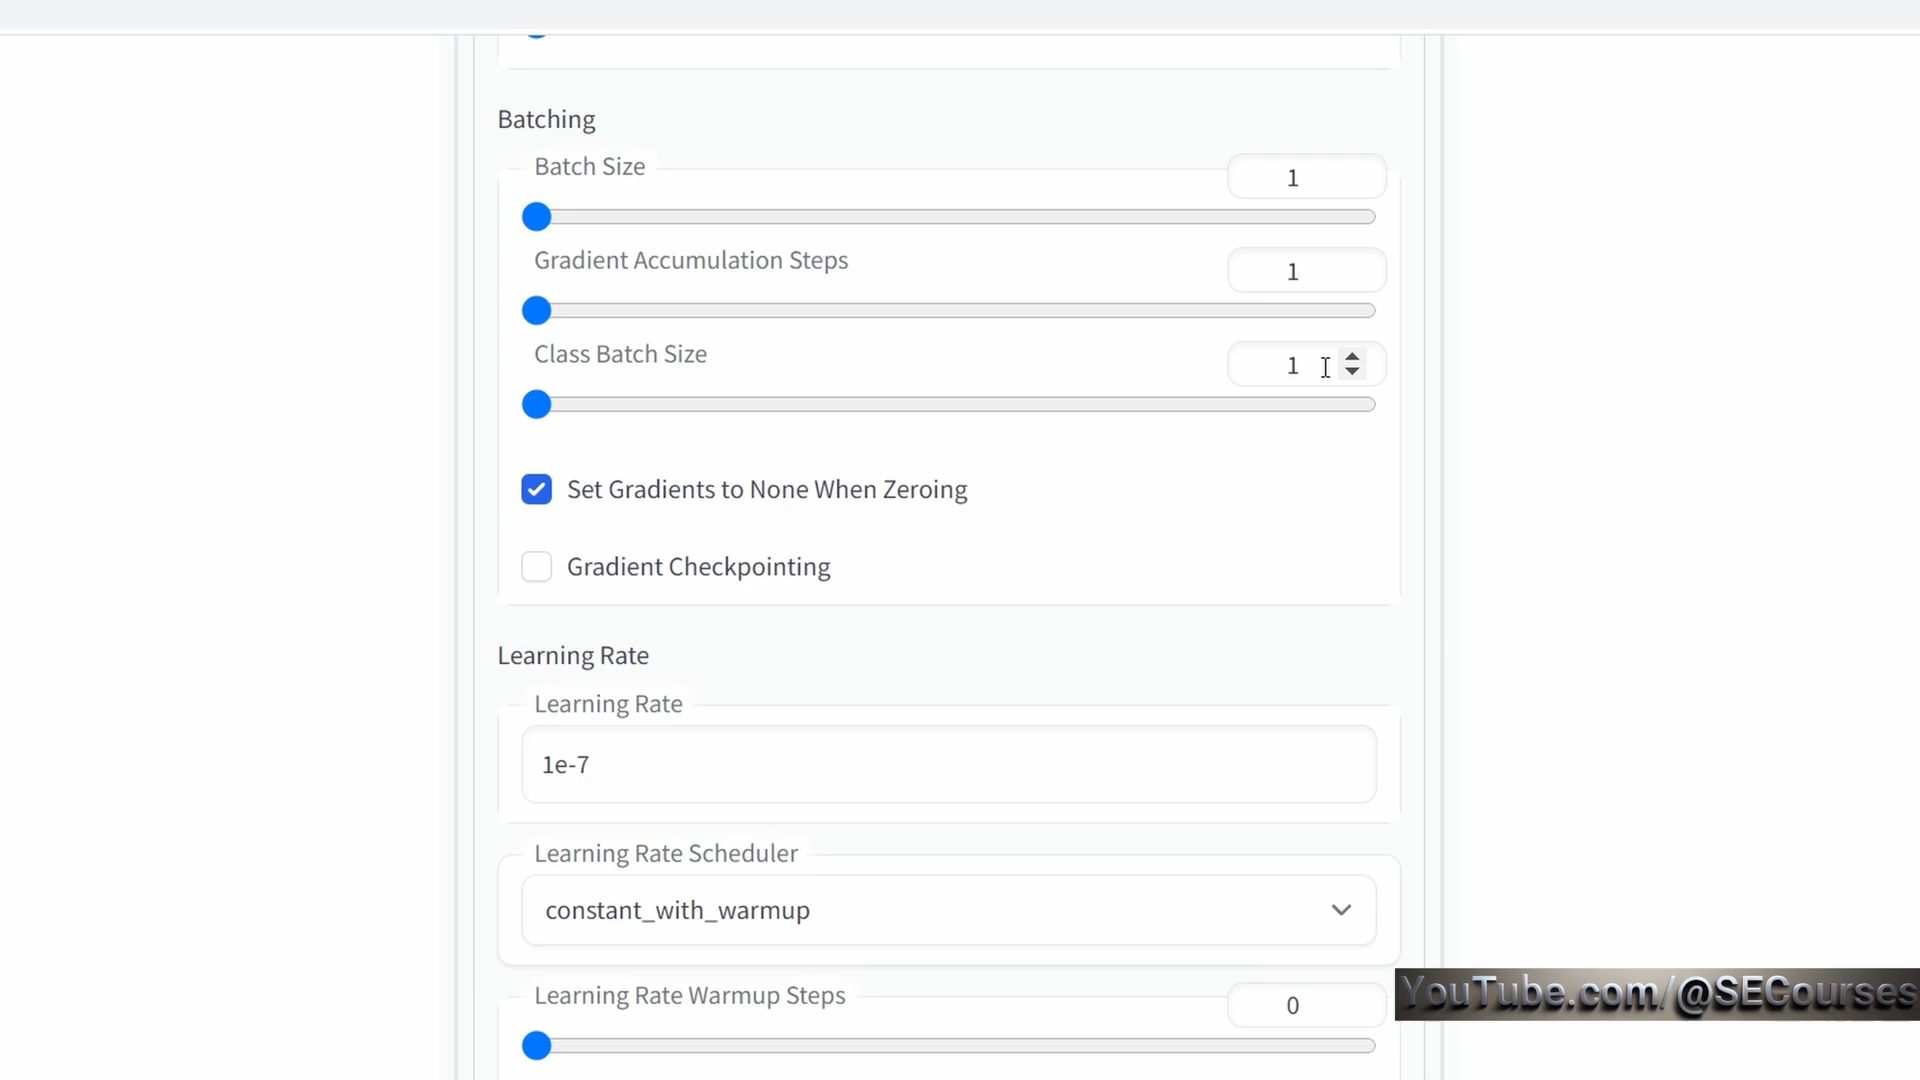 Batching
Batch Size
1
Gradient Accumulation Steps
1
Class Batch Size
1
Set Gradients to None When Zeroing
Gradient Checkpointing
Learning Rate
Learning Rate
1e-7
Learning Rate Scheduler
constant_with_warmup
Learning Rate Warmup Steps
0
YouTube.com/@SECourses